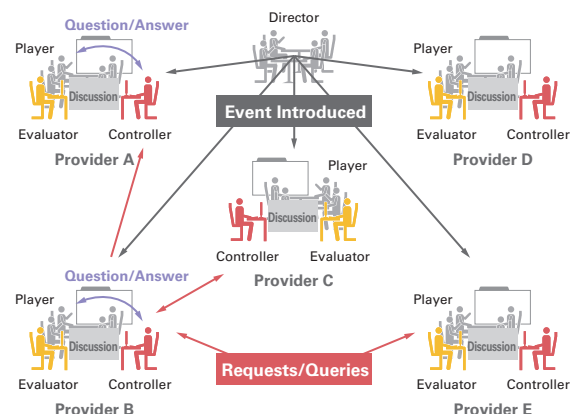 Question/Answer
Director
Player
Player
Discussion
Discussion
Event Introduced
Evaluator
Controller
Evaluator
Controller
Provider A
Provider D
Player
Discussion
Controller
Evaluator
Provider C
Question/Answer
Player
Player
Discussion
Discussion
Requests/Queries
Evaluator
Controller
Evaluator
Controller
Provider B
Provider E